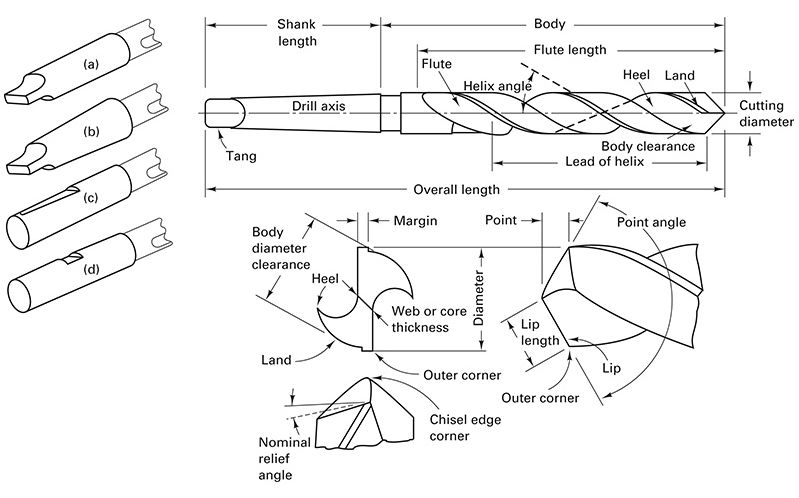 (a)
(b)
(c)
(d)
Shank
length
Body
Flute length
Flute
Helix angle
Heel
Land
Drill axis
Cutting
diameter
Tang
Body clearance
Lead of helix
Overall length
Body
diameter
clearance
Margin
Heel
Web or core
thickness
Diameter
Land
Outer corner
Chisel edge
corner
Nominal
relief
angle
Point
Point angle
Lip
length
Lip
Outer corner